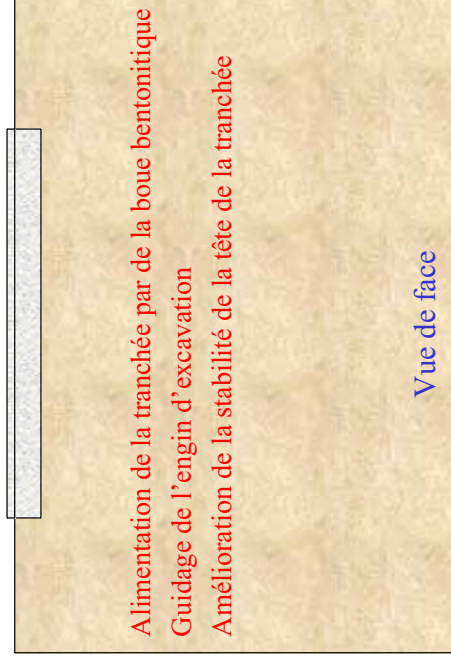 Alimentation de la tranchée par de la boue bentonitique
Guidage de l’engin d’excavation
Amélioration de la stabilité de la tête de la tranchée
Vue de face